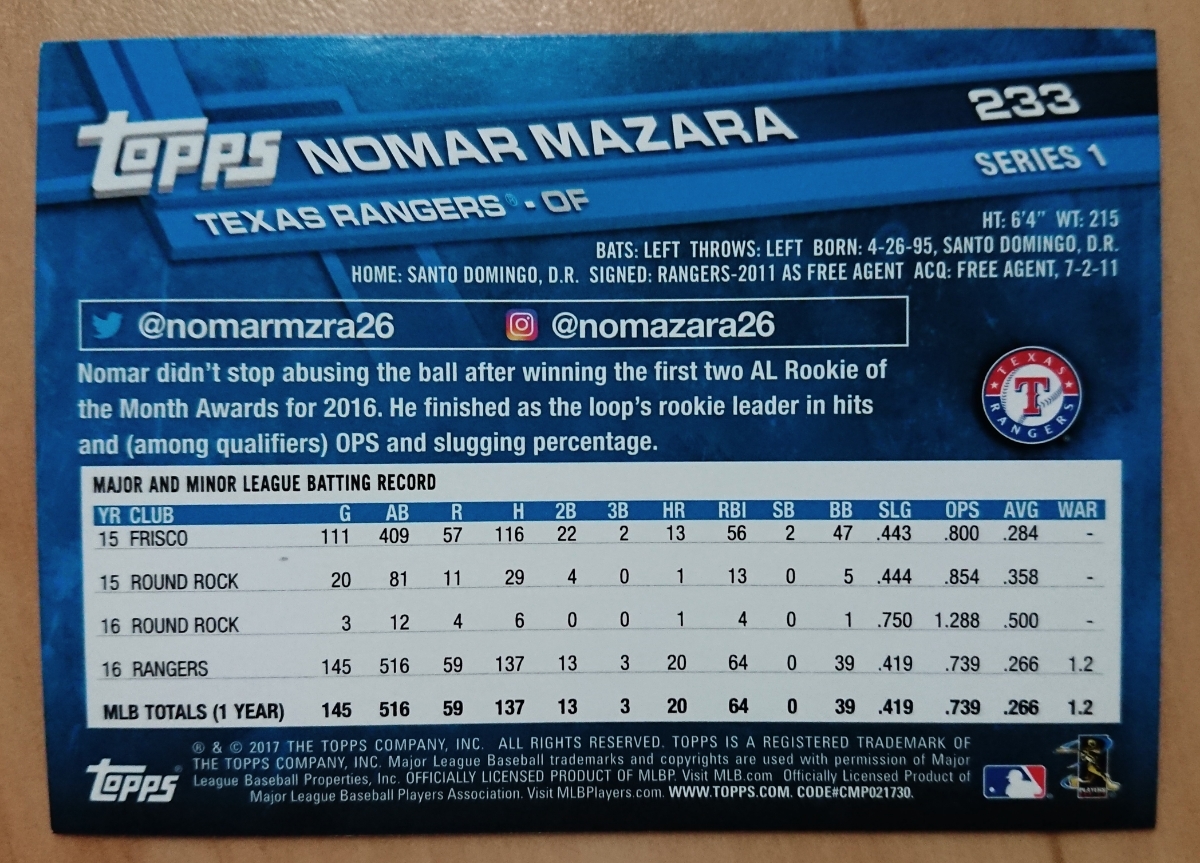 Topps NOMAR MAZARA 233
TEXAS RANGERS® - OF SERIES 1
HT: 6'4" WT: 215
BATS: LEFT THROWS: LEFT BORN: 4-26-95, SANTO DOMINGO, D.R.
HOME: SANTO DOMINGO, D.R. SIGNED: RANGERS-2011 AS FREE AGENT ACQ: FREE AGENT, 7-2-11
@nomarmzra26 @nomazara26
Nomar didn't stop abusing the ball after winning the first two AL Rookie of
the Month Awards for 2016. He finished as the loop's rookie leader in hits
and (among qualifiers) OPS and slugging percentage.
TEXAS
T
RANGERS
MAJOR AND MINOR LEAGUE BATTING RECORD
YR CLUB G AB R H 2B 3B HR RBI SB BB SLG OPS AVG WAR
15 FRISCO 111 409 57 116 22 2 13 56 2 47 .443 .800 .284 -
15 ROUND ROCK 20 81 11 29 4 0 1 13 0 5 .444 .854 .358 -
16 ROUND ROCK 3 12 4 6 0 0 1 4 0 1 .750 1.288 .500 -
16 RANGERS 145 516 59 137 13 3 20 64 0 39 .419 .739 .266 1.2
MLB TOTALS (1 YEAR) 145 516 59 137 13 3 20 64 0 39 .419 .739 .266 1.2
Topps®
® & © 2017 THE TOPPS COMPANY, INC. ALL RIGHTS RESERVED. TOPPS IS A REGISTERED TRADEMARK OF
THE TOPPS COMPANY, INC. Major League Baseball trademarks and copyrights are used with permission of Major
League Baseball Properties, Inc. OFFICIALLY LICENSED PRODUCT OF MLBP. Visit MLB.com Officially Licensed Product of
Major League Baseball Players Association. Visit MLBPlayers.com. WWW.TOPPS.COM. CODE#CMP021730.
PLAYERS